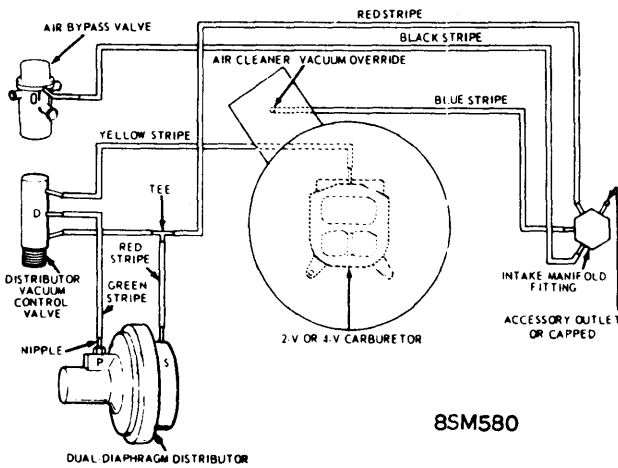 RED STRIPE
AIR BYPASS VALVE
BLACK STRIPE
AIR CLEANER VACUUM OVERRIDE
BLUE STRIPE
YELLOW STRIPE
TEE
D
RED
STRIPE
DISTRIBUTOR
VACUUM
CONTROL
VALVE
GREEN
STRIPE
INTAKE MANIFOLD
FITTING
ACCESSORY OUTLET
OR CAPPED
2-V OR 4-V CARBURETOR
NIPPLE
P
S
8SM580
DUAL-DIAPHRAGM DISTRIBUTOR